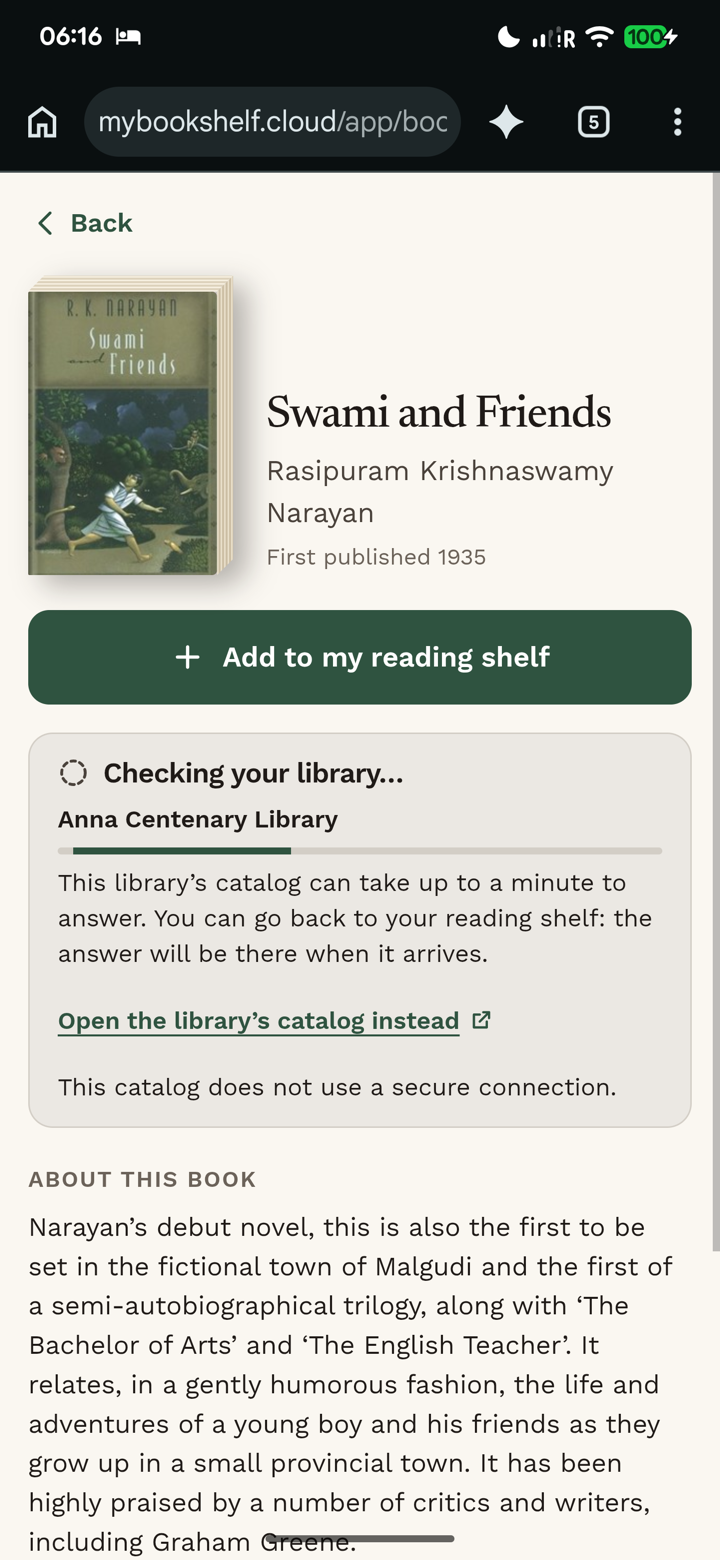 06:16
R
100
mybookshelf.cloud/app/boo
5
Back
R. K. NARAYAN
Swami
and Friends
Swami and Friends
Rasipuram Krishnaswamy
Narayan
First published 1935
Add to my reading shelf
Checking your library...
Anna Centenary Library
This library’s catalog can take up to a minute to
answer. You can go back to your reading shelf: the
answer will be there when it arrives.
Open the library’s catalog instead
This catalog does not use a secure connection.
ABOUT THIS BOOK
Narayan’s debut novel, this is also the first to be
set in the fictional town of Malgudi and the first of
a semi-autobiographical trilogy, along with ‘The
Bachelor of Arts’ and ‘The English Teacher’. It
relates, in a gently humorous fashion, the life and
adventures of a young boy and his friends as they
grow up in a small provincial town. It has been
highly praised by a number of critics and writers,
including Graham Greene.